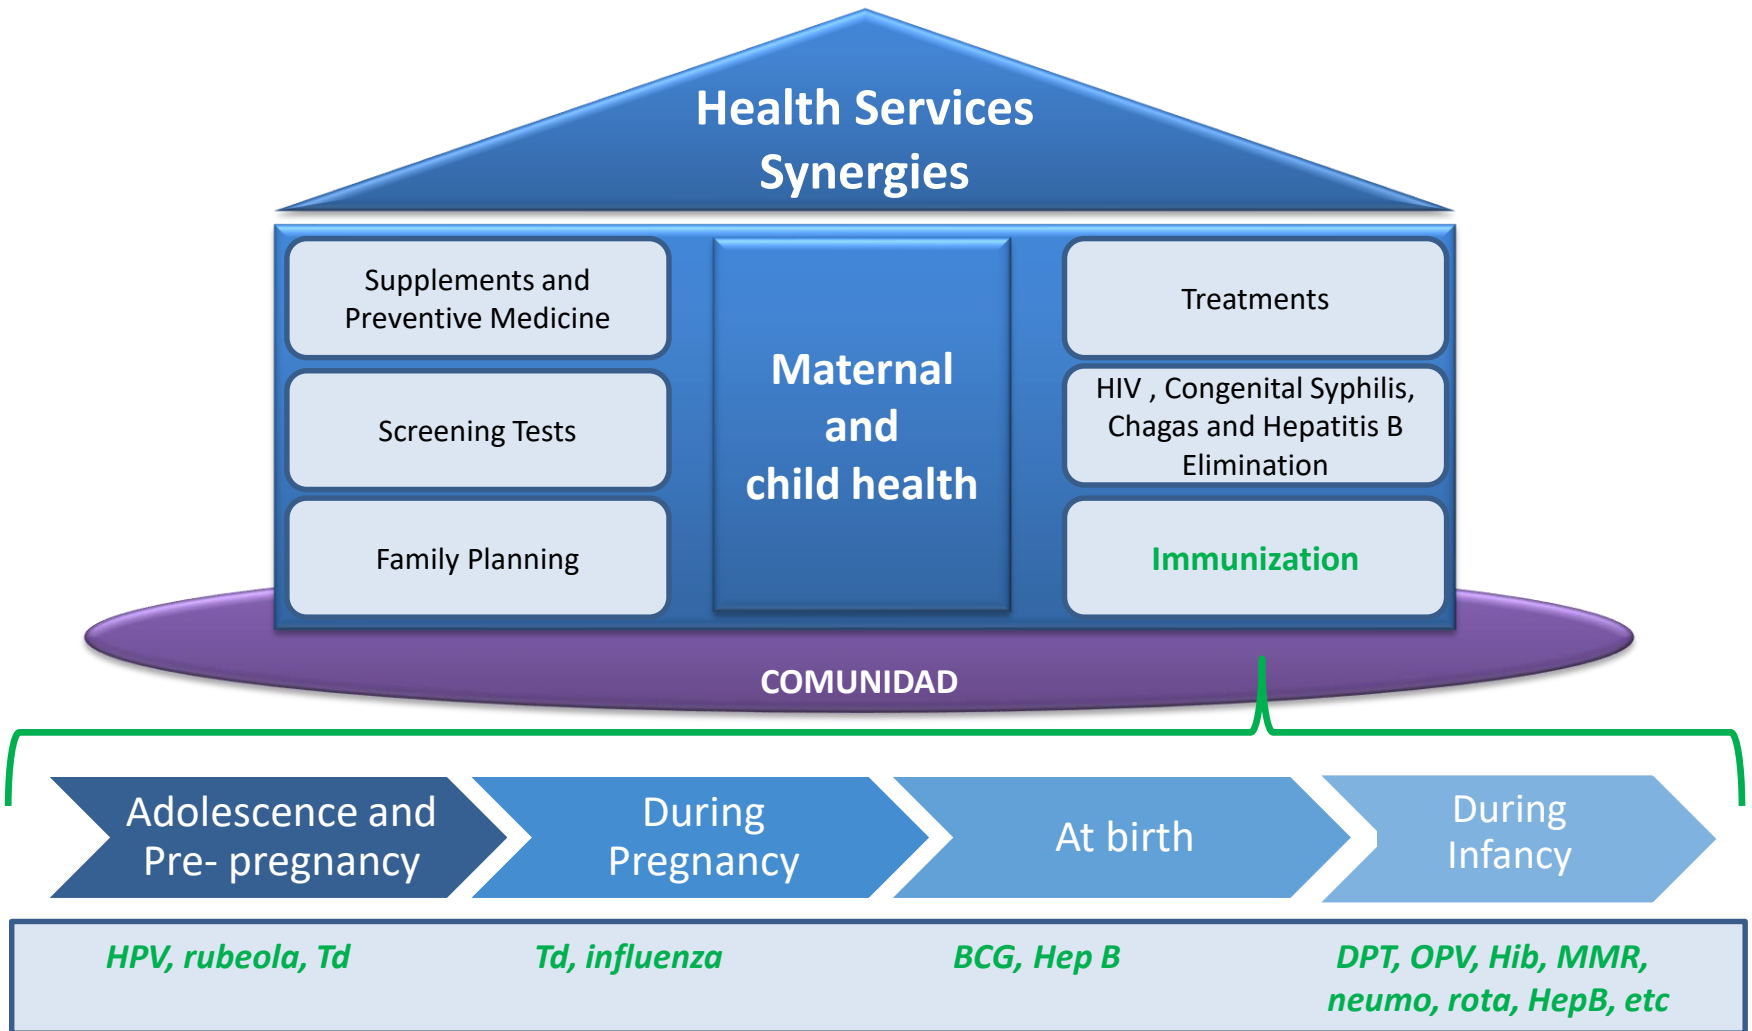 Health Services
Synergies
Supplements and
Preventive Medicine
Screening Tests
Family Planning
Maternal
and
child health
Treatments
HIV , Congenital Syphilis,
Chagas and Hepatitis B
Elimination
Immunization
COMUNIDAD
Adolescence and
Pre- pregnancy
During
Pregnancy
At birth
During
Infancy
HPV, rubeola, Td
Td, influenza
BCG, Hep B
DPT, OPV, Hib, MMR,
neumo, rota, HepB, etc